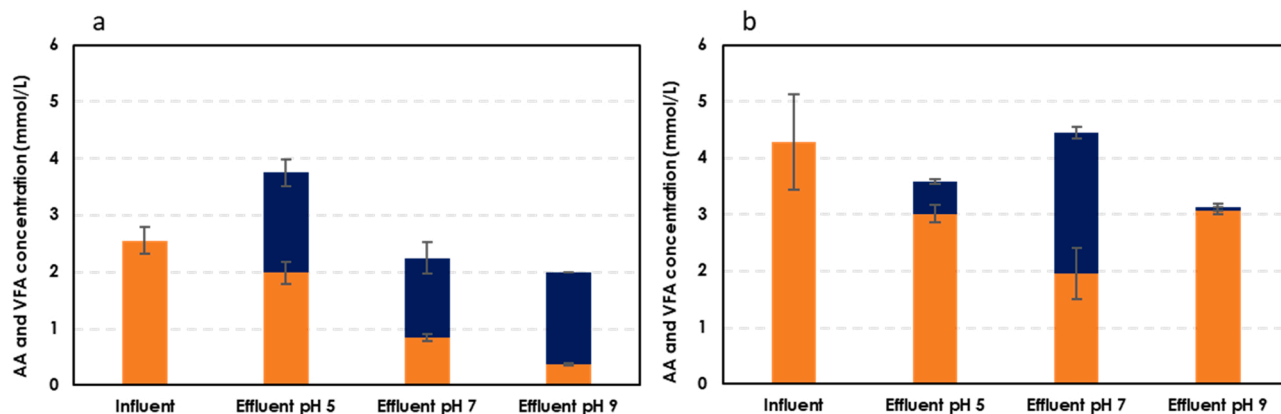 a
AA and VFA concentration (mmol/L)
6
5
4
3
2
1
0
Influent
Effluent pH 5
Effluent pH 7
Effluent pH 9
b
AA and VFA concentration (mmol/L)
6
5
4
3
2
1
0
Influent
Effluent pH 5
Effluent pH 7
Effluent pH 9